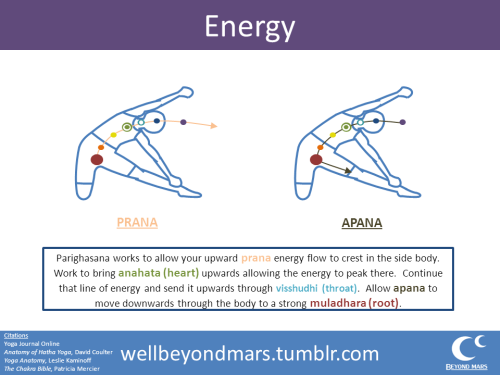 Energy
PRANA
APANA
Parighasana works to allow your upward prana energy flow to crest in the side body.
Work to bring anahata (heart) upwards allowing the energy to peak there. Continue
that line of energy and send it upwards through visshudhi (throat). Allow apana to
move downwards through the body to a strong muladhara (root).
Citations
Yoga Journal Online
Anatomy of Hatha Yoga, David Coulter
Yoga Anatomy, Leslie Kaminoff
The Chakra Bible, Patricia Mercier
wellbeyondmars.tumblr.com
BEYOND MARS